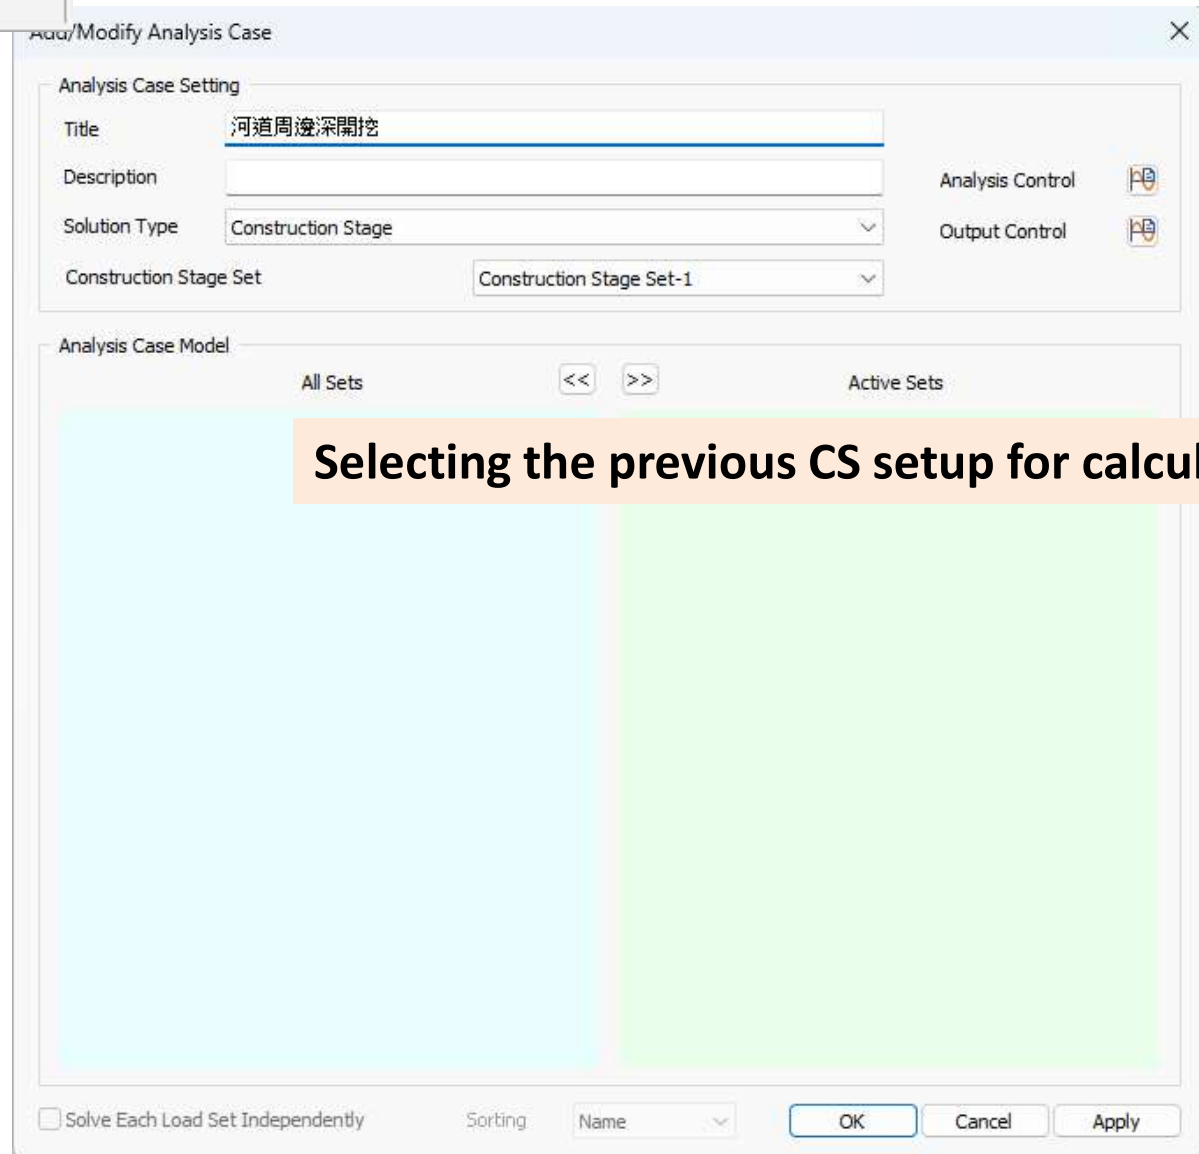 Add/Modify Analysis Case
Analysis Case Setting
Title 河道周邊深開挖
Description Analysis Control
Solution Type Construction Stage Output Control
Construction Stage Set Construction Stage Set-1
Analysis Case Model
All Sets << >> Active Sets
Selecting the previous CS setup for calcul
Solve Each Load Set Independently Sorting Name OK Cancel Apply